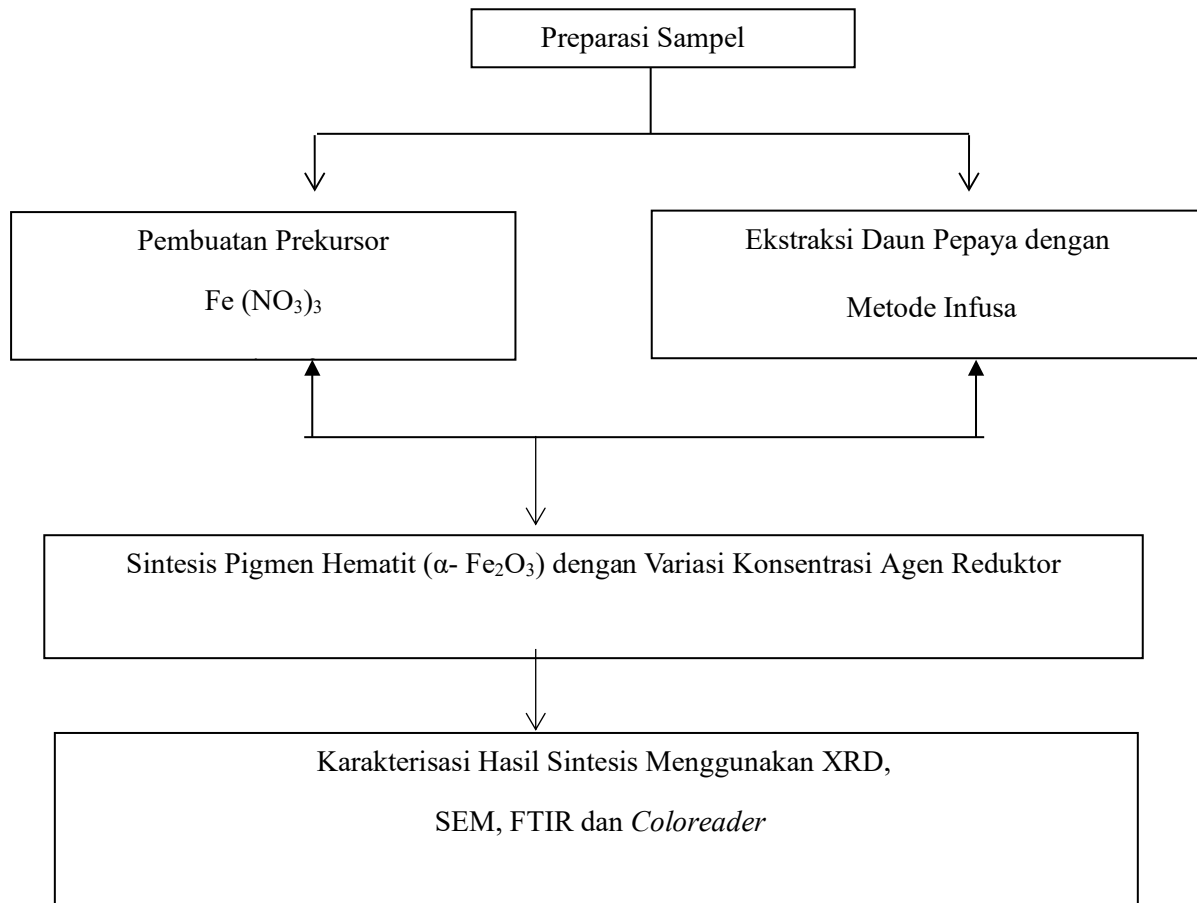 Preparasi Sampel
Pembuatan Prekursor
Fe (NO₃)₃
Ekstraksi Daun Pepaya dengan
Metode Infusa
Sintesis Pigmen Hematit (α- Fe₂O₃) dengan Variasi Konsentrasi Agen Reduktor
Karakterisasi Hasil Sintesis Menggunakan XRD,
SEM, FTIR dan Coloreader